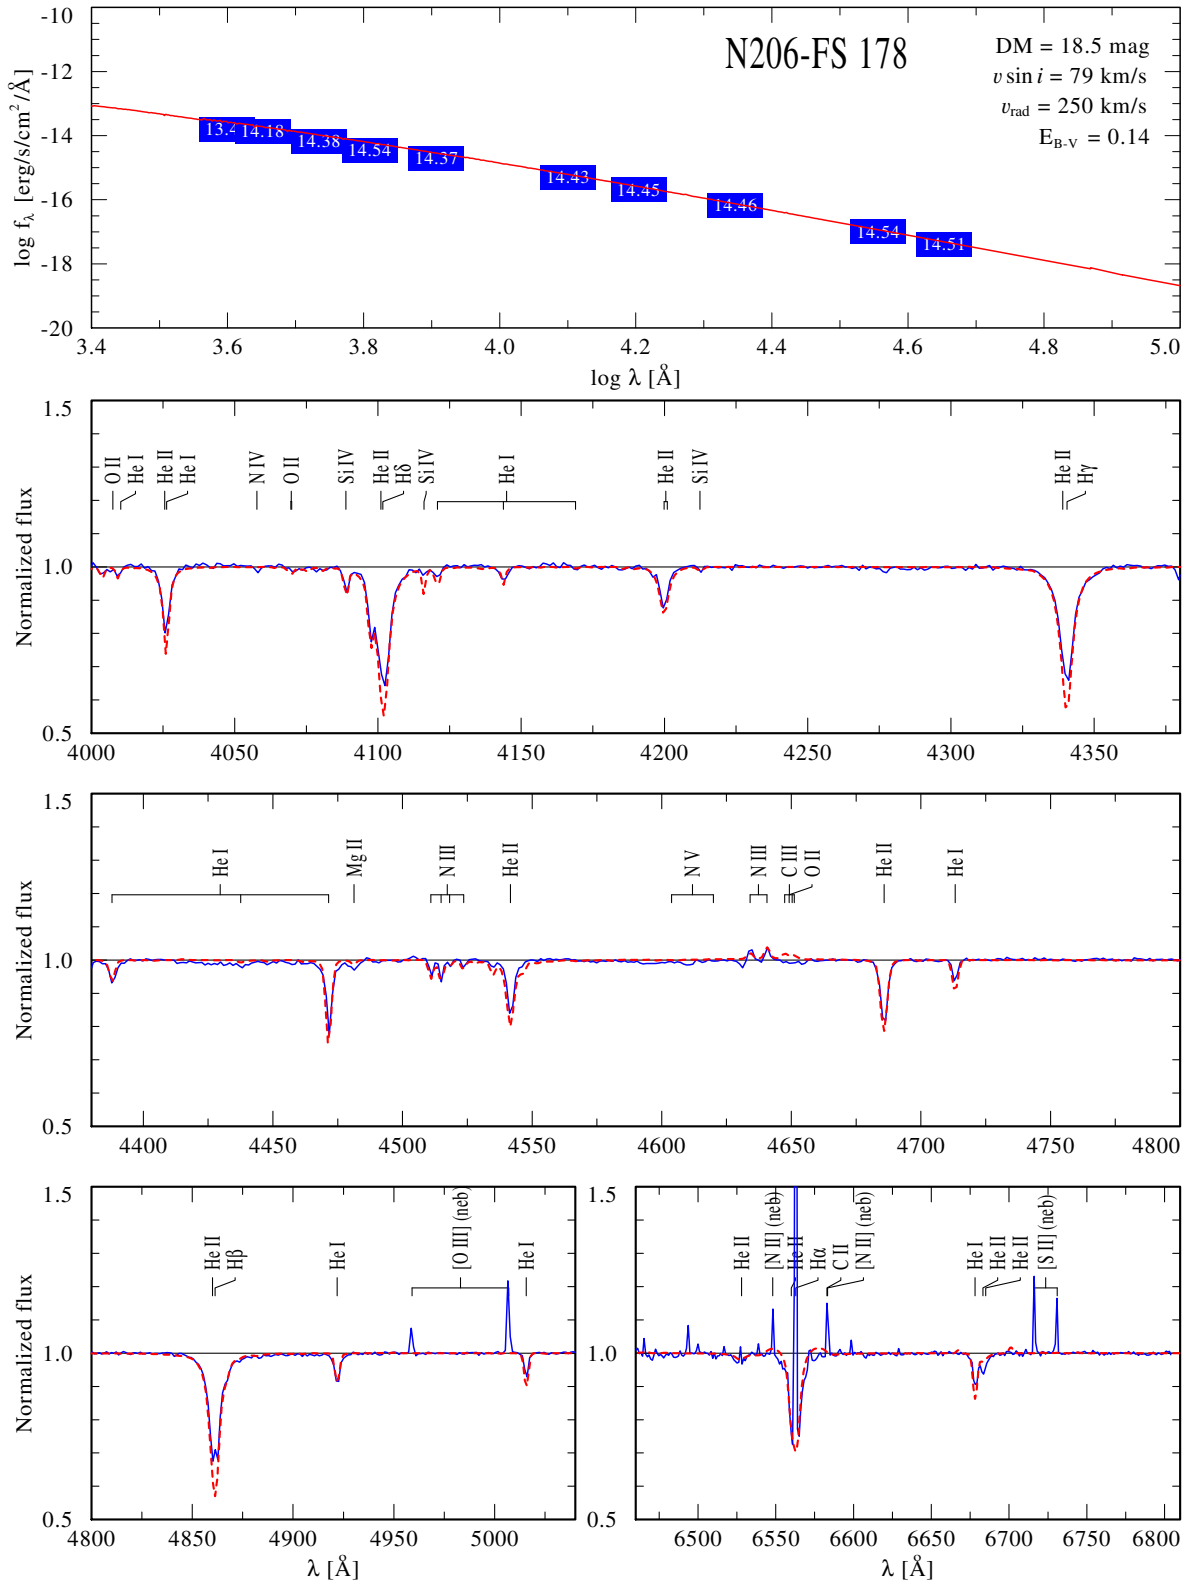 N206-FS 178
DM = 18.5 mag
v sin i = 79 km/s
v_rad = 250 km/s
E_B-V = 0.14
log f_λ [erg/s/cm²/Å]
-10
-12
-14
-16
-18
-20
13.4
14.18
14.38
14.54
14.37
14.43
14.45
14.46
14.54
14.51
3.4 3.6 3.8 4.0 4.2 4.4 4.6 4.8 5.0
log λ [Å]
Normalized flux
1.5
1.0
0.5
O II
He I
He II
He I
N IV
O II
Si IV
He II
Hδ
Si IV
He I
He II
Si IV
He II
Hγ
4000 4050 4100 4150 4200 4250 4300 4350
Normalized flux
1.5
1.0
0.5
He I
Mg II
N III
He II
N V
N III
C III
O II
He II
He I
4400 4450 4500 4550 4600 4650 4700 4750 4800
Normalized flux
1.5
1.0
0.5
He II
Hβ
He I
[O III] (neb)
He I
4800 4850 4900 4950 5000
λ [Å]
1.5
1.0
0.5
He II
[N II] (neb)
He II
Hα
C II
[N II] (neb)
He I
He II
He II
[S II] (neb)
6500 6550 6600 6650 6700 6750 6800
λ [Å]